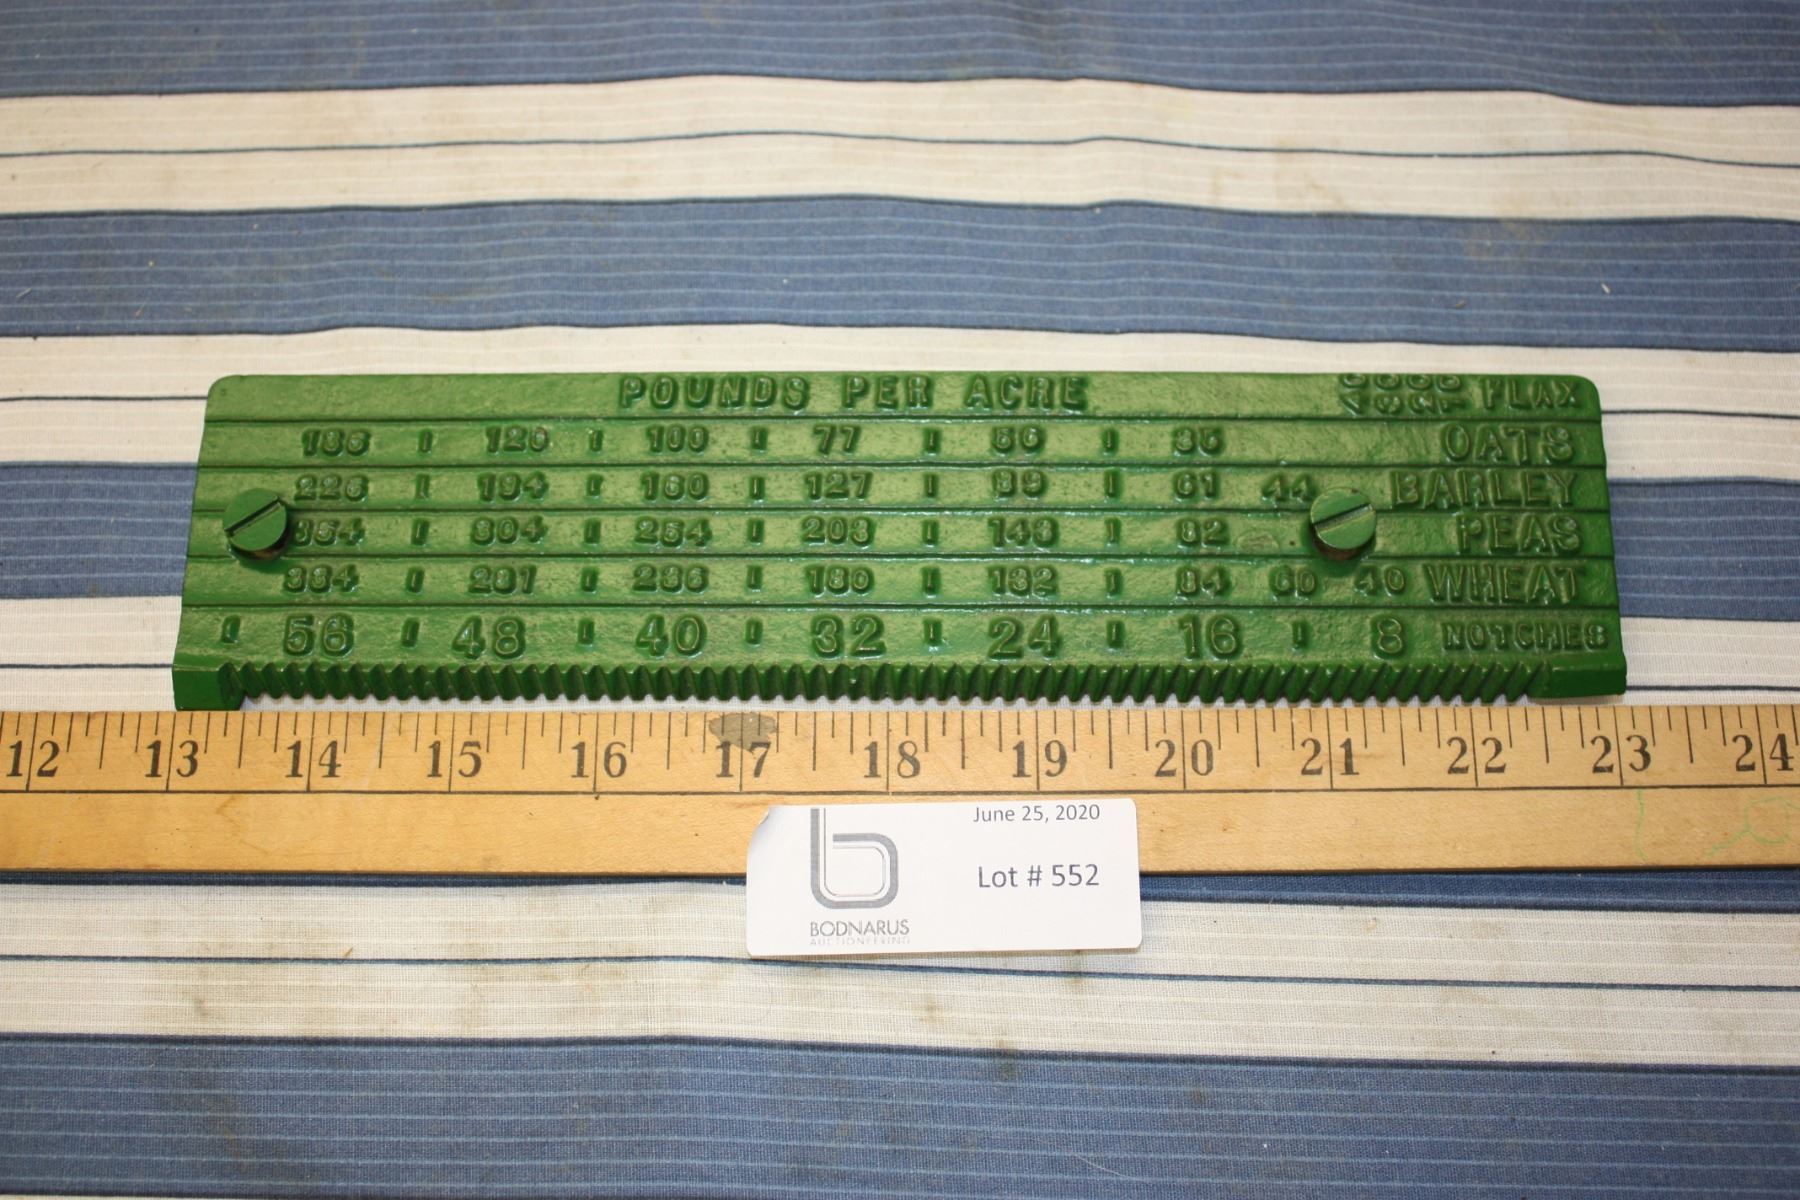 POUNDS PER ACRE FLAX
186 120 100 77 56 35 OATS
226 194 160 127 99 61 44 BARLEY
354 304 254 203 148 82 PEAS
334 287 236 180 132 84 60 40 WHEAT
56 48 40 32 24 16 8 NOTCHES
12 13 14 15 16 17 18 19 20 21 22 23 24
June 25, 2020
Lot # 552
b
BODNARUS
AUCTIONEERING